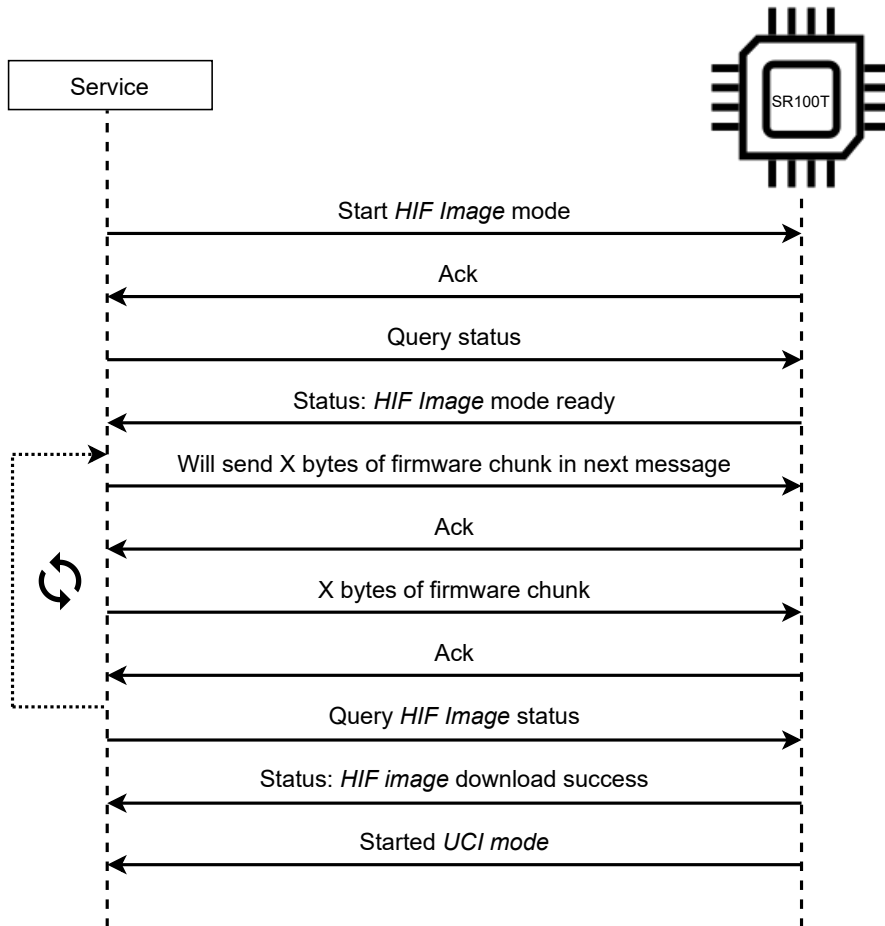 Service
SR100T
Start HIF Image mode
Ack
Query status
Status: HIF Image mode ready
Will send X bytes of firmware chunk in next message
Ack
X bytes of firmware chunk
Ack
Query HIF Image status
Status: HIF image download success
Started UCI mode